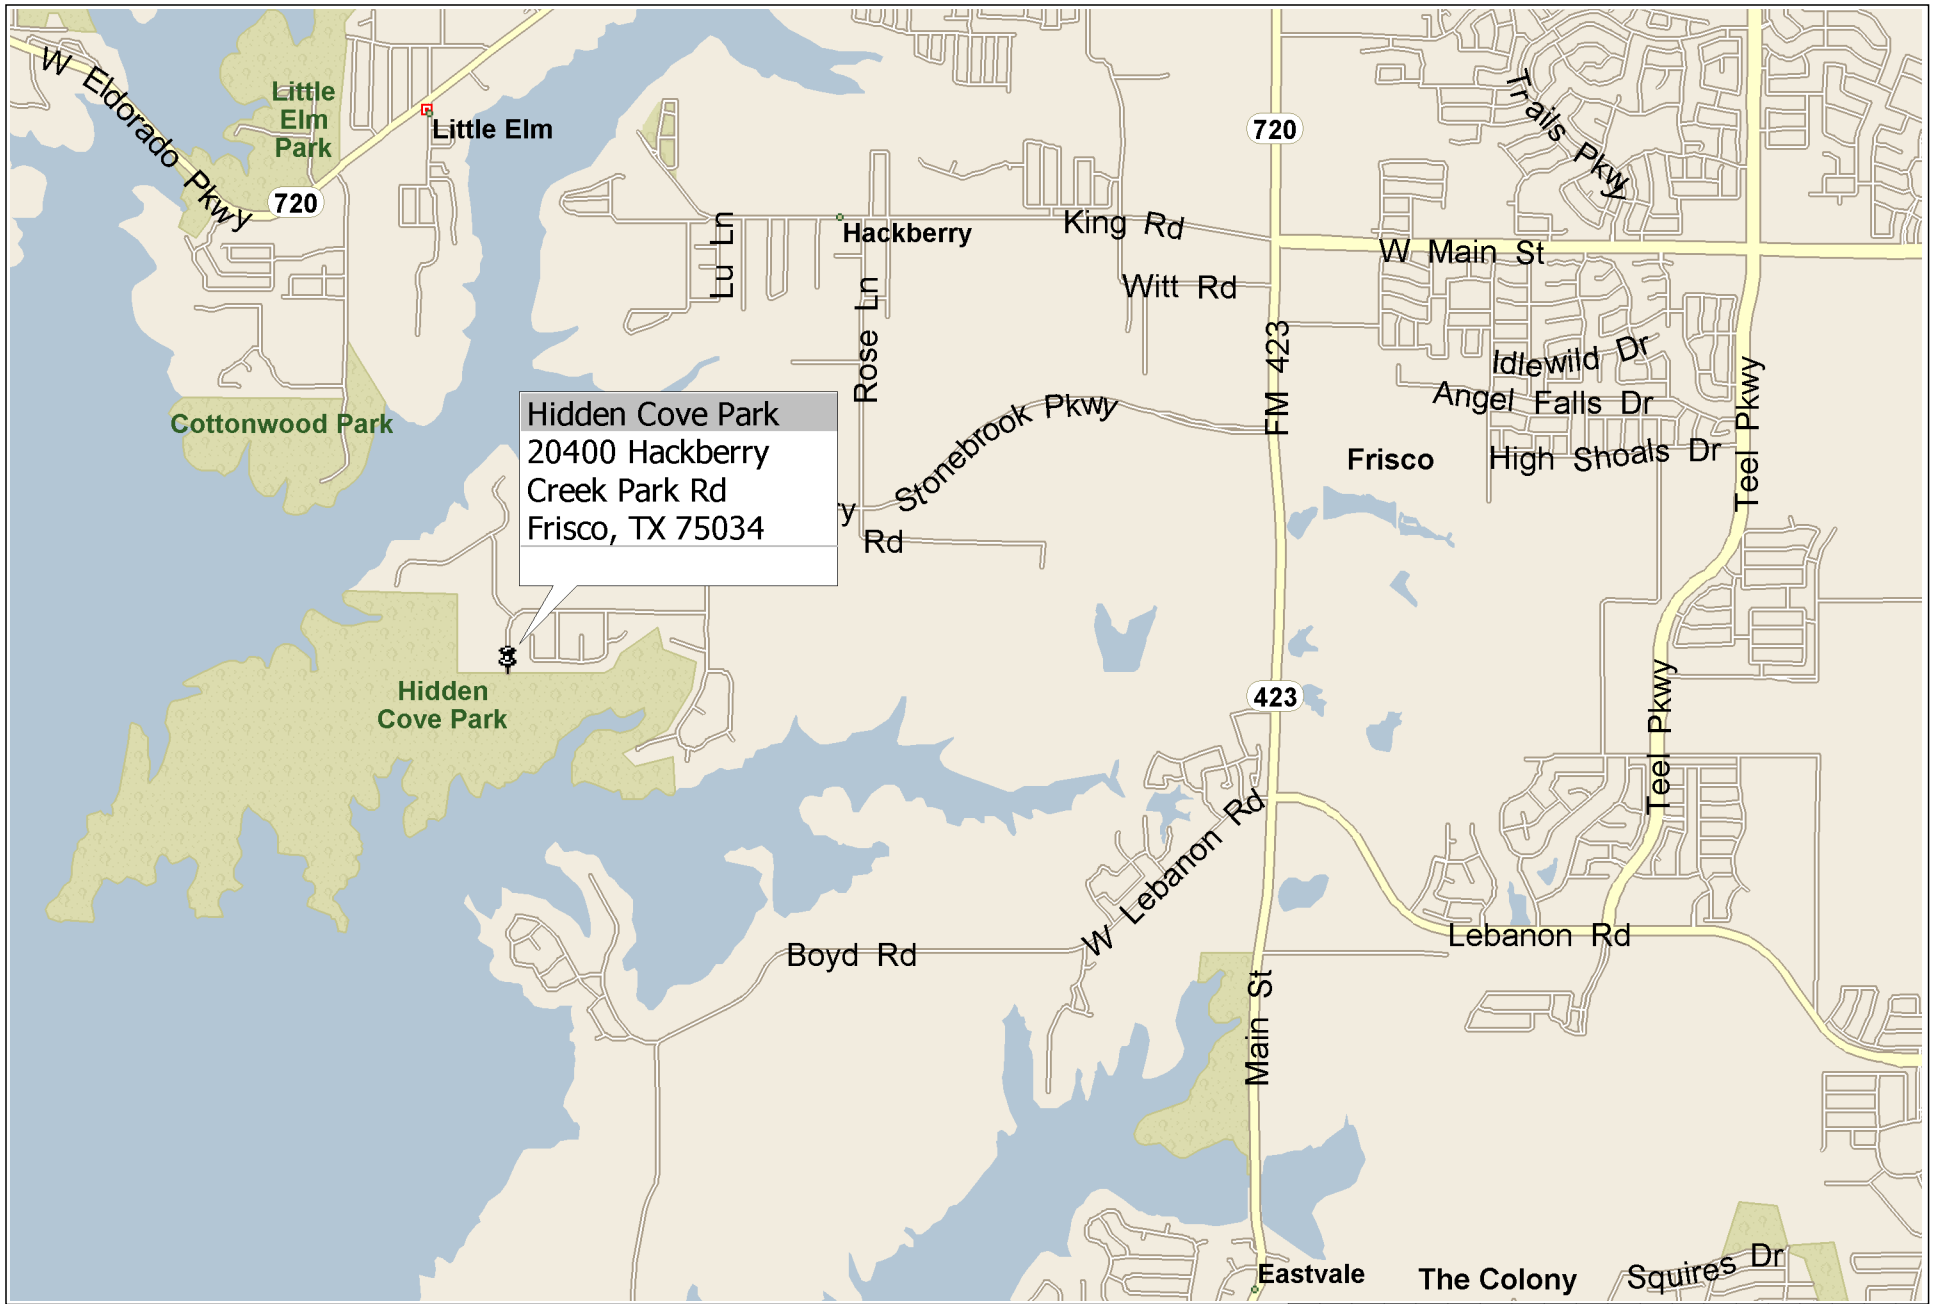 W Eldorado Pkwy
Little
Elm
Park
Little Elm
720
720
Trails Pkwy
Lu Ln
Hackberry
King Rd
W Main St
Witt Rd
Rose Ln
FM 423
Idlewild Dr
Angel Falls Dr
High Shoals Dr
Teel Pkwy
Cottonwood Park
Hidden Cove Park
20400 Hackberry
Creek Park Rd
Frisco, TX 75034
Stonebrook Pkwy
Frisco
y
Rd
Hidden
Cove Park
423
Teel Pkwy
W Lebanon Rd
Lebanon Rd
Boyd Rd
Main St
Eastvale
The Colony
Squires Dr